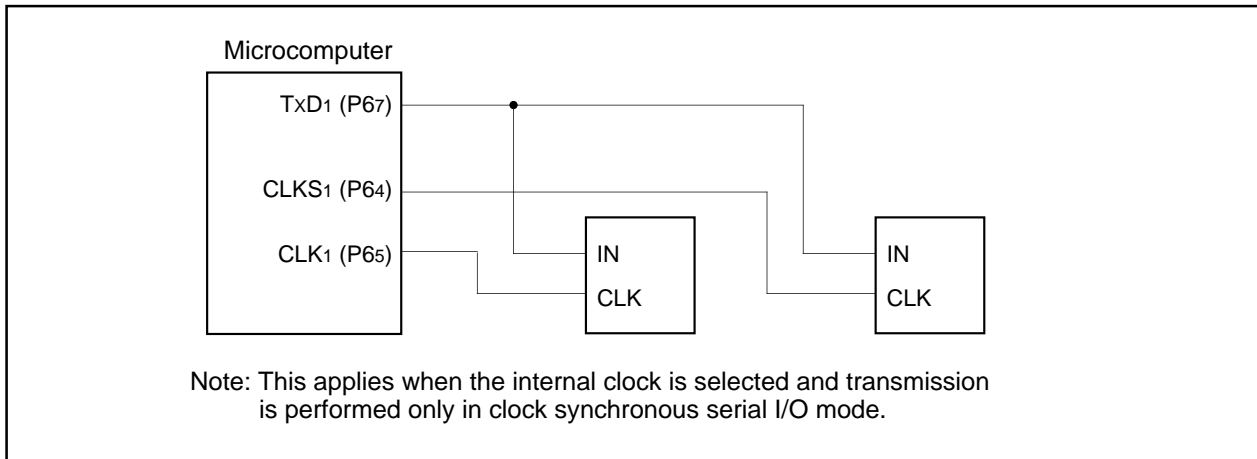 Microcomputer
TxD1 (P67)
CLKS1 (P64)
CLK1 (P65)
IN
CLK
IN
CLK
Note: This applies when the internal clock is selected and transmission
is performed only in clock synchronous serial I/O mode.